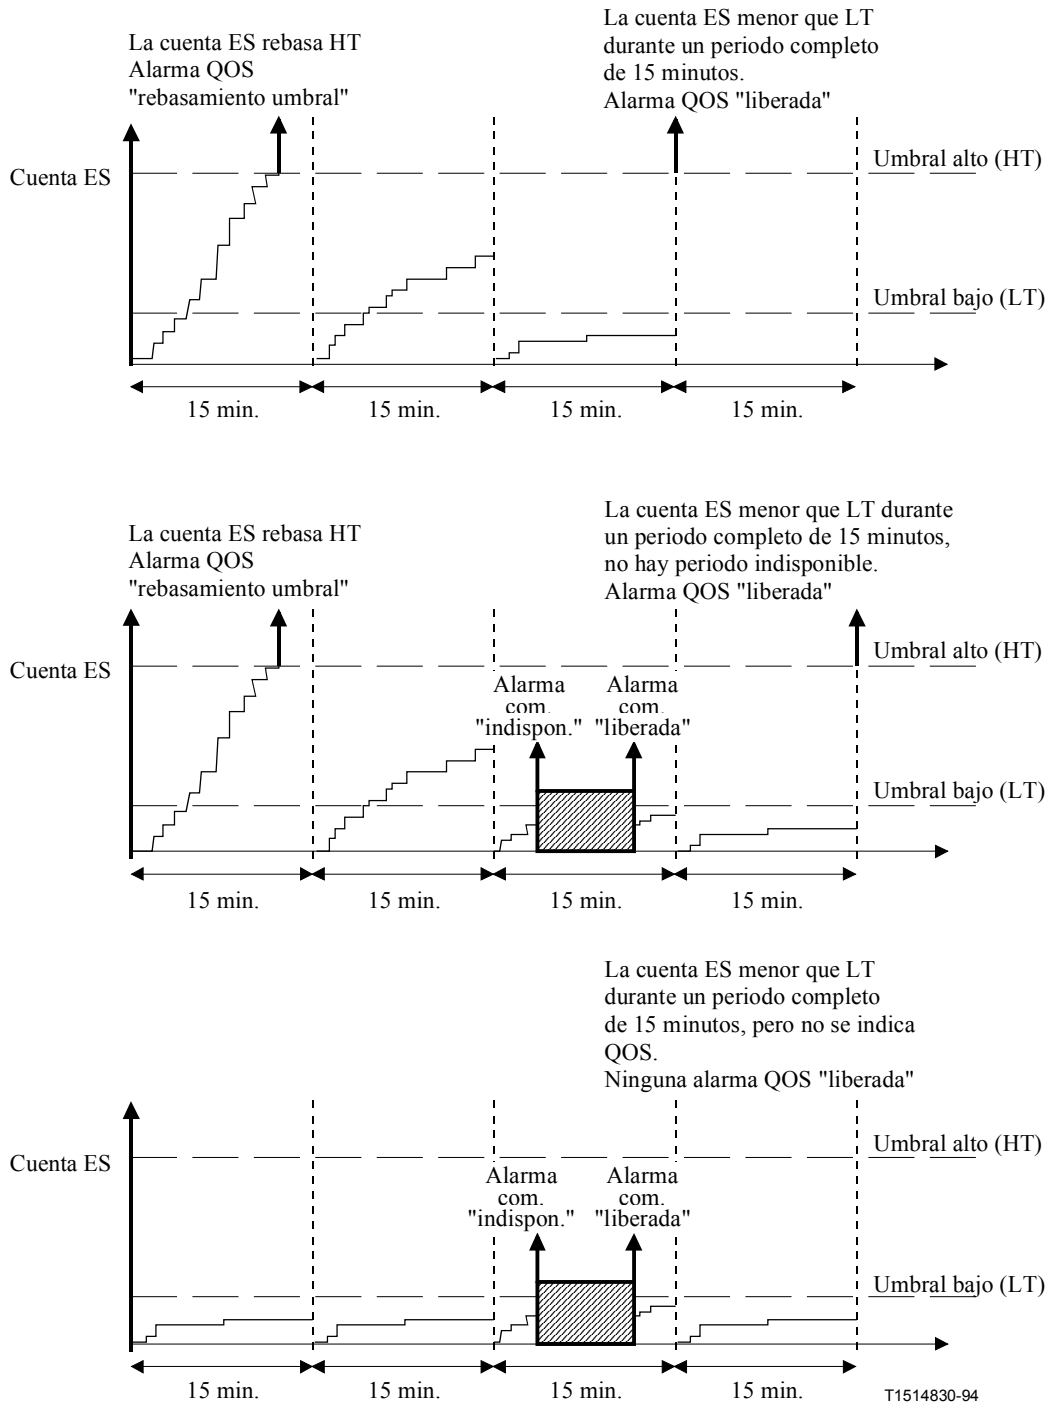 La cuenta ES rebasa HT
Alarma QOS
"rebasamiento umbral"
La cuenta ES menor que LT
durante un periodo completo
de 15 minutos.
Alarma QOS "liberada"
Cuenta ES
Umbral alto (HT)
Umbral bajo (LT)
15 min.
15 min.
15 min.
15 min.
La cuenta ES rebasa HT
Alarma QOS
"rebasamiento umbral"
La cuenta ES menor que LT durante
un periodo completo de 15 minutos,
no hay periodo indisponible.
Alarma QOS "liberada"
Cuenta ES
Umbral alto (HT)
Alarma
com.
"indispon."
Alarma
com.
"liberada"
Umbral bajo (LT)
15 min.
15 min.
15 min.
15 min.
La cuenta ES menor que LT
durante un periodo completo
de 15 minutos, pero no se indica
QOS.
Ninguna alarma QOS "liberada"
Cuenta ES
Umbral alto (HT)
Alarma
com.
"indispon."
Alarma
com.
"liberada"
Umbral bajo (LT)
15 min.
15 min.
15 min.
15 min.
T1514830-94